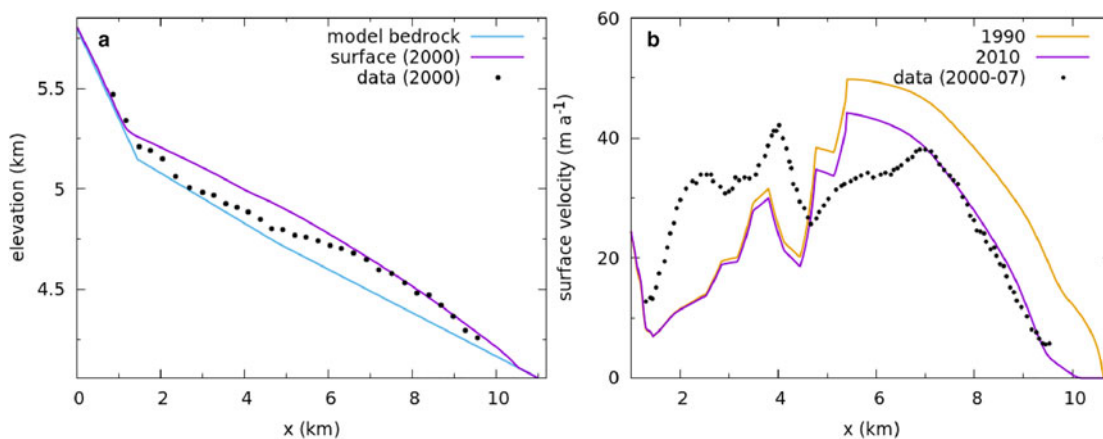 a
model bedrock
surface (2000)
data (2000)
elevation (km)
5.5
5
4.5
0 2 4 6 8 10
x (km)
b
1990
2010
data (2000-07)
surface velocity (m a⁻¹)
60
40
20
0
2 4 6 8 10
x (km)